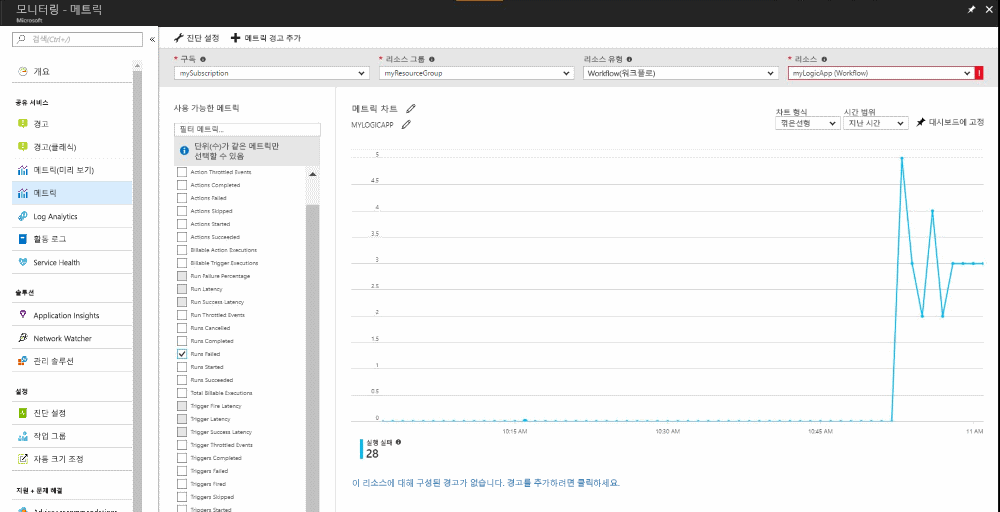 모니터링 - 메트릭
Microsoft
검색(Ctrl+/)
«
개요
공유 서비스
경고
경고(클래식)
메트릭(미리 보기)
메트릭
Log Analytics
활동 로그
Service Health
솔루션
Application Insights
Network Watcher
관리 솔루션
설정
진단 설정
작업 그룹
자동 크기 조정
지원 + 문제 해결
진단 설정
메트릭 경고 추가
* 구독
mySubscription
* 리소스 그룹
myResourceGroup
리소스 유형
Workflow(워크플로)
* 리소스
myLogicApp (Workflow)
사용 가능한 메트릭
필터 메트릭...
단위(수)가 같은 메트릭만
선택할 수 있음
Action Throttled Events
Actions Completed
Actions Failed
Actions Skipped
Actions Started
Actions Succeeded
Billable Action Executions
Billable Trigger Executions
Run Failure Percentage
Run Latency
Run Success Latency
Run Throttled Events
Runs Cancelled
Runs Completed
Runs Failed
Runs Started
Runs Succeeded
Total Billable Executions
Trigger Fire Latency
Trigger Latency
Trigger Success Latency
Trigger Throttled Events
Triggers Completed
Triggers Failed
Triggers Fired
Triggers Skipped
Triggers Started
메트릭 차트
MYLOGICAPP
차트 형식
꺾은선형
시간 범위
지난 시간
대시보드에 고정
5
4.5
4
3.5
3
2.5
2
1.5
1
0.5
0
10:15 AM
10:30 AM
10:45 AM
11 AM
실행 실패
28
이 리소스에 대해 구성된 경고가 없습니다. 경고를 추가하려면 클릭하세요.